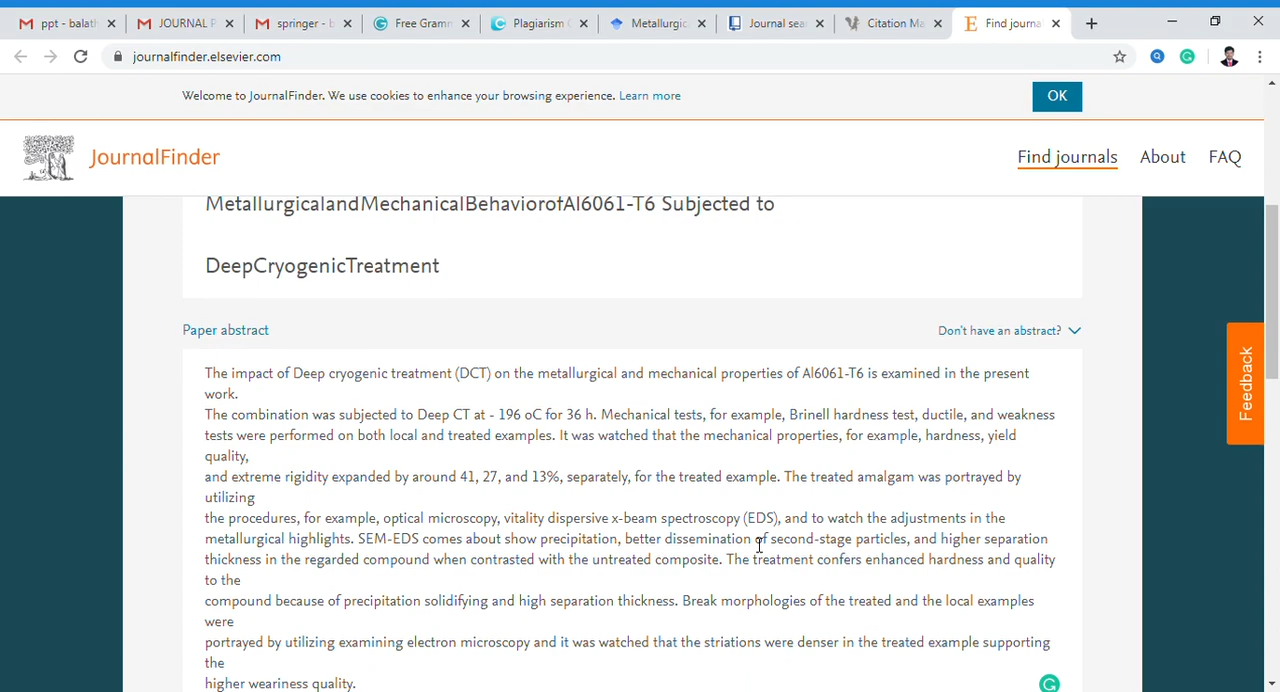 ppt - balath
JOURNAL P
springer - b
Free Gramm
Plagiarism C
Metallurgic
Journal sea
Citation Ma
Find journa
journalfinder.elsevier.com
Welcome to JournalFinder. We use cookies to enhance your browsing experience. Learn more
OK
JournalFinder
Find journals
About
FAQ
MetallurgicalandMechanicalBehaviorofAl6061-T6 Subjected to
DeepCryogenicTreatment
Paper abstract
Don't have an abstract?
The impact of Deep cryogenic treatment (DCT) on the metallurgical and mechanical properties of Al6061-T6 is examined in the present
work.
The combination was subjected to Deep CT at - 196 oC for 36 h. Mechanical tests, for example, Brinell hardness test, ductile, and weakness
tests were performed on both local and treated examples. It was watched that the mechanical properties, for example, hardness, yield
quality,
and extreme rigidity expanded by around 41, 27, and 13%, separately, for the treated example. The treated amalgam was portrayed by
utilizing
the procedures, for example, optical microscopy, vitality dispersive x-beam spectroscopy (EDS), and to watch the adjustments in the
metallurgical highlights. SEM-EDS comes about show precipitation, better dissemination of second-stage particles, and higher separation
thickness in the regarded compound when contrasted with the untreated composite. The treatment confers enhanced hardness and quality
to the
compound because of precipitation solidifying and high separation thickness. Break morphologies of the treated and the local examples
were
portrayed by utilizing examining electron microscopy and it was watched that the striations were denser in the treated example supporting
the
higher weariness quality.
Feedback